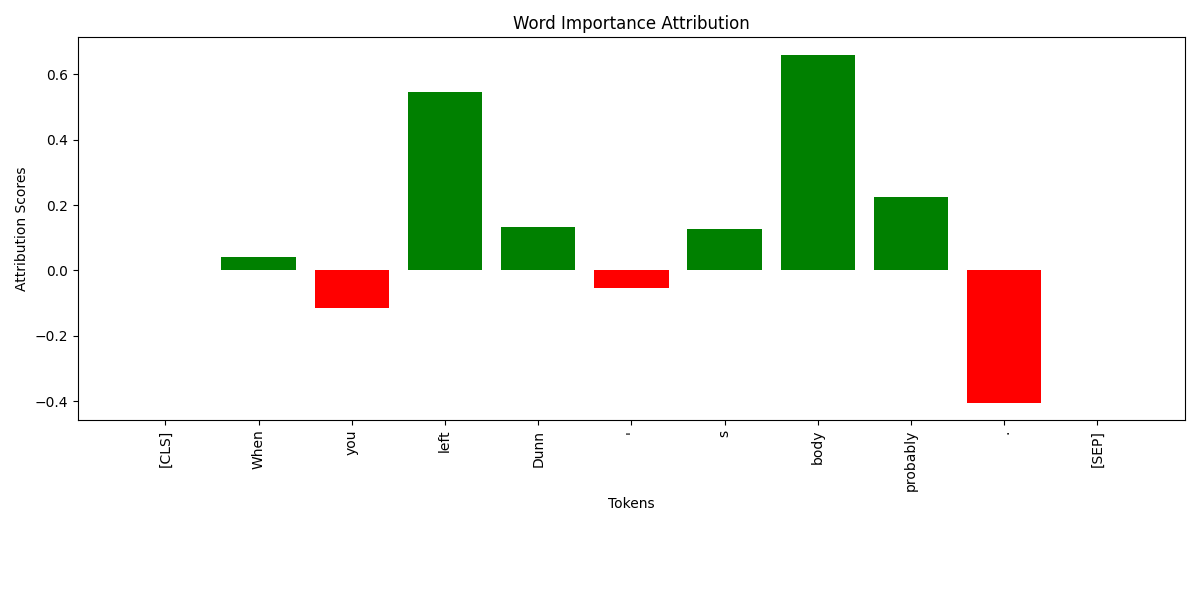 Word Importance Attribution
Attribution Scores
0.6
0.4
0.2
0.0
−0.2
−0.4
[CLS]
When
you
left
Dunn
'
s
body
probably
.
[SEP]
Tokens